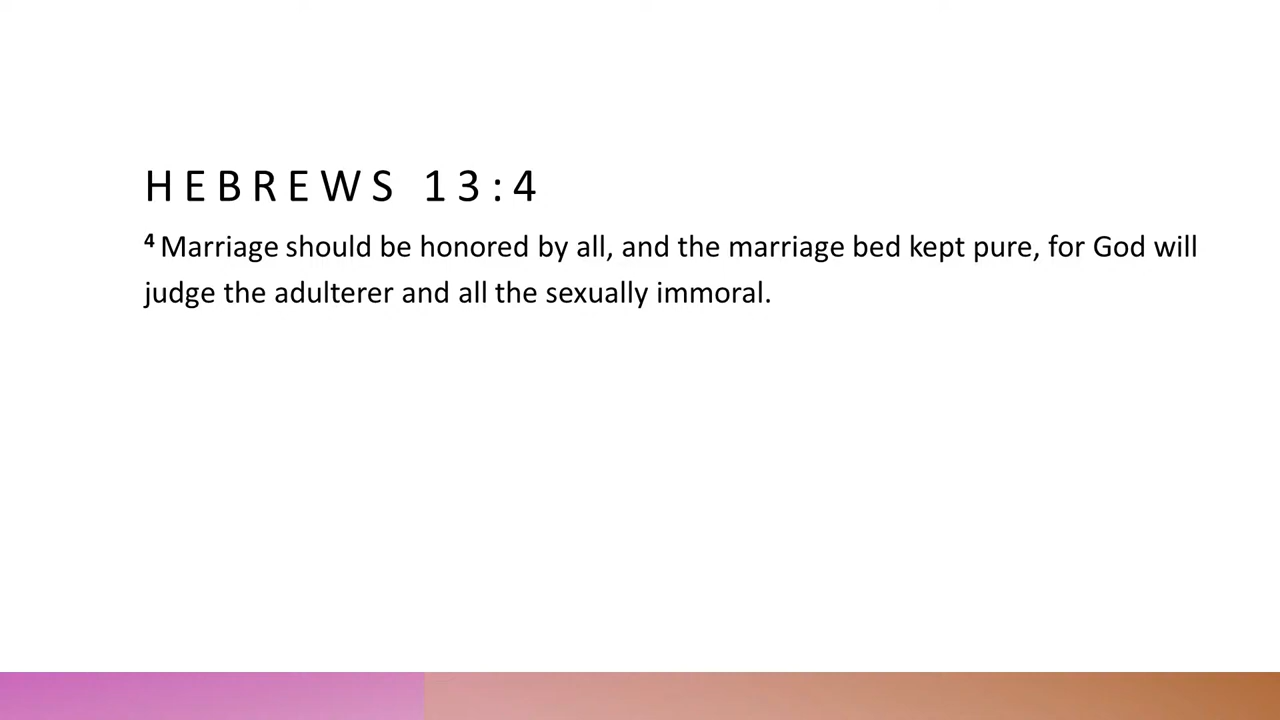 HEBREWS 13:4
4 Marriage should be honored by all, and the marriage bed kept pure, for God will
judge the adulterer and all the sexually immoral.